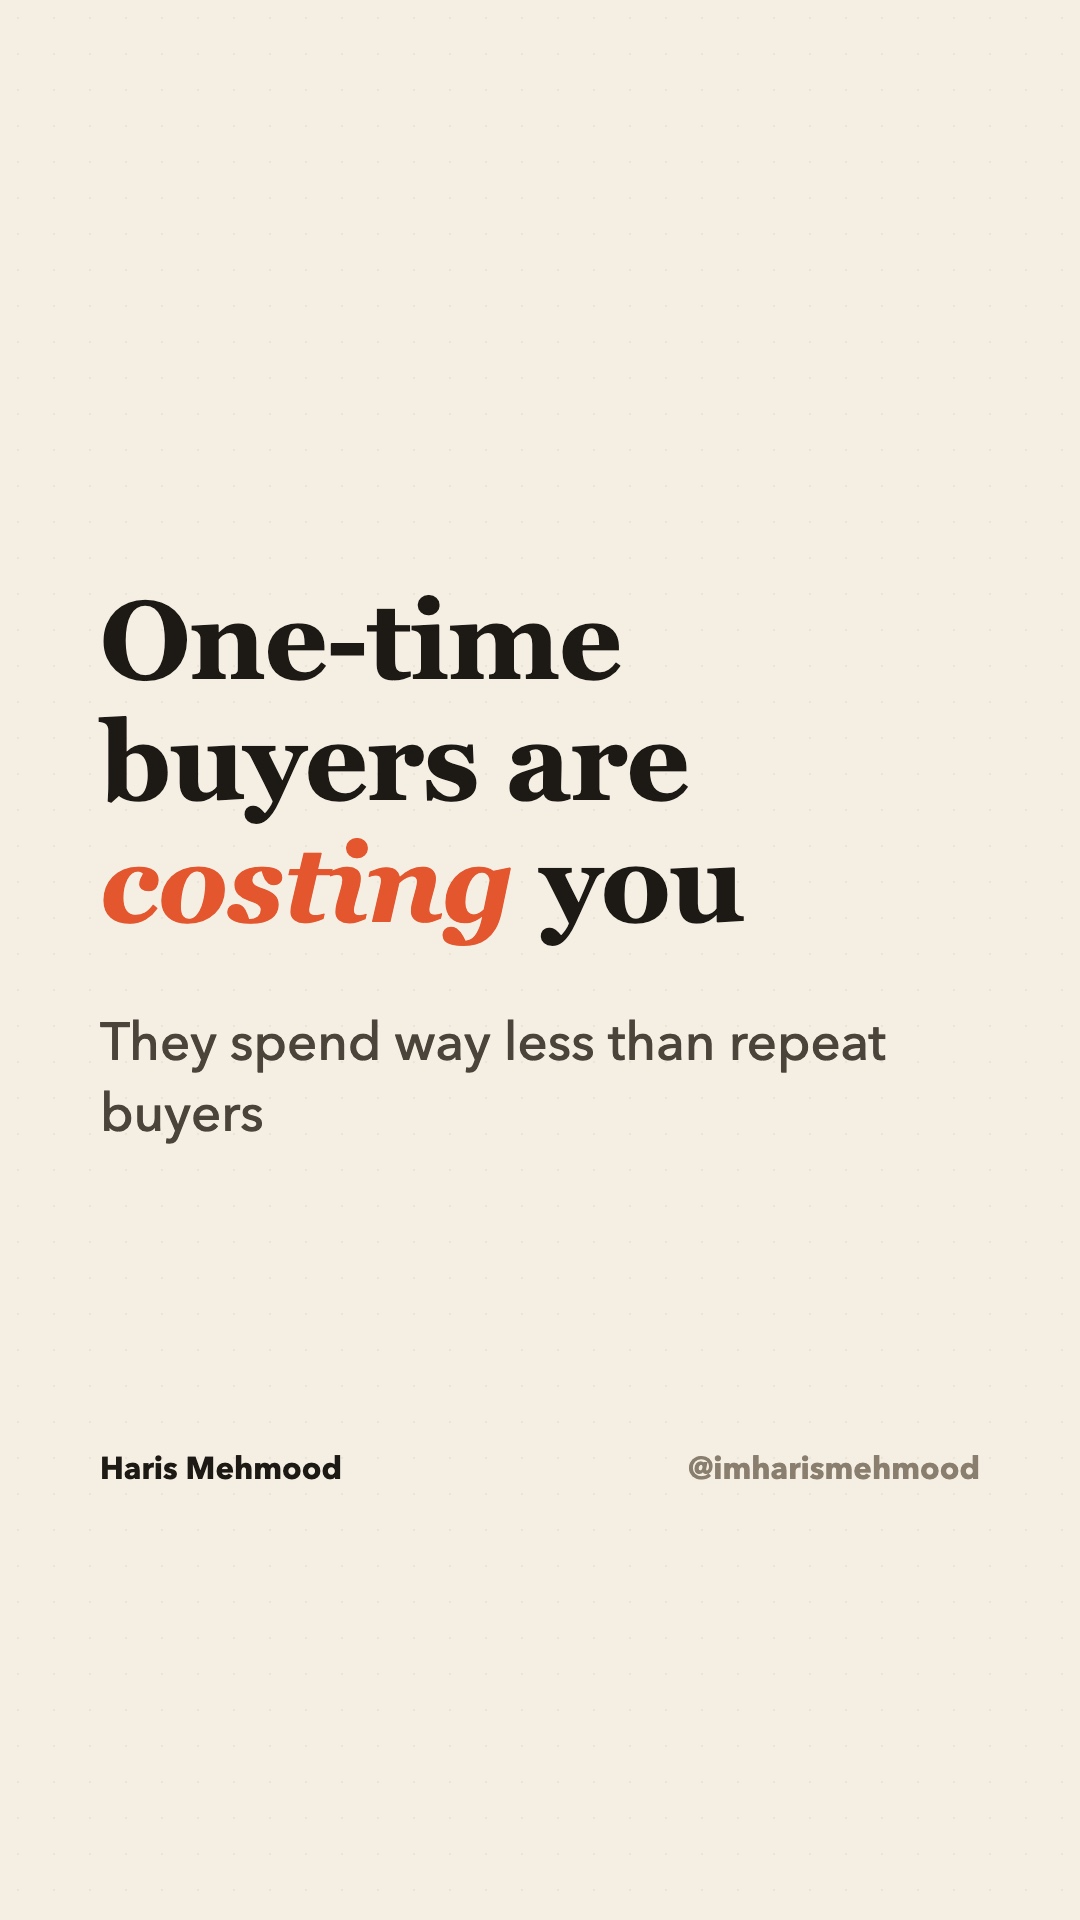 One-time
buyers are
costing you
They spend way less than repeat
buyers
Haris Mehmood
@imharismehmood